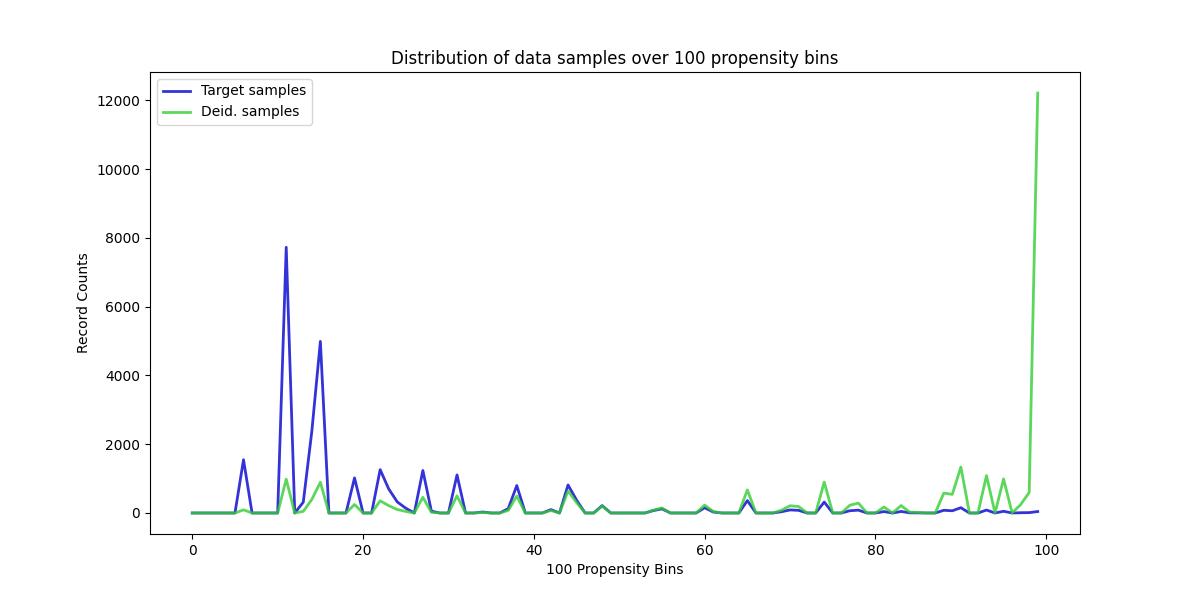 Distribution of data samples over 100 propensity bins
Target samples
Deid. samples
12000
10000
8000
6000
4000
2000
0
Record Counts
0 20 40 60 80 100
100 Propensity Bins